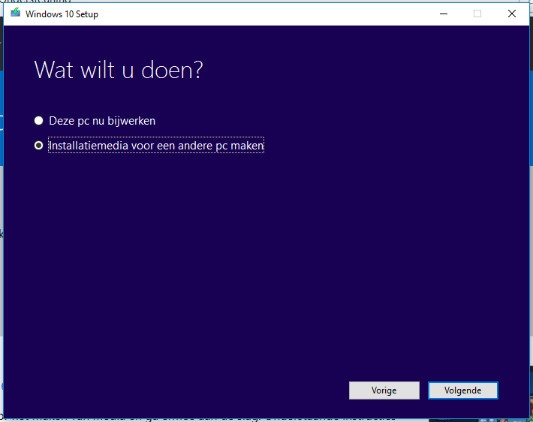 Windows 10 Setup
Wat wilt u doen?
Deze pc nu bijwerken
Installatiemedia voor een andere pc maken
Vorige
Volgende